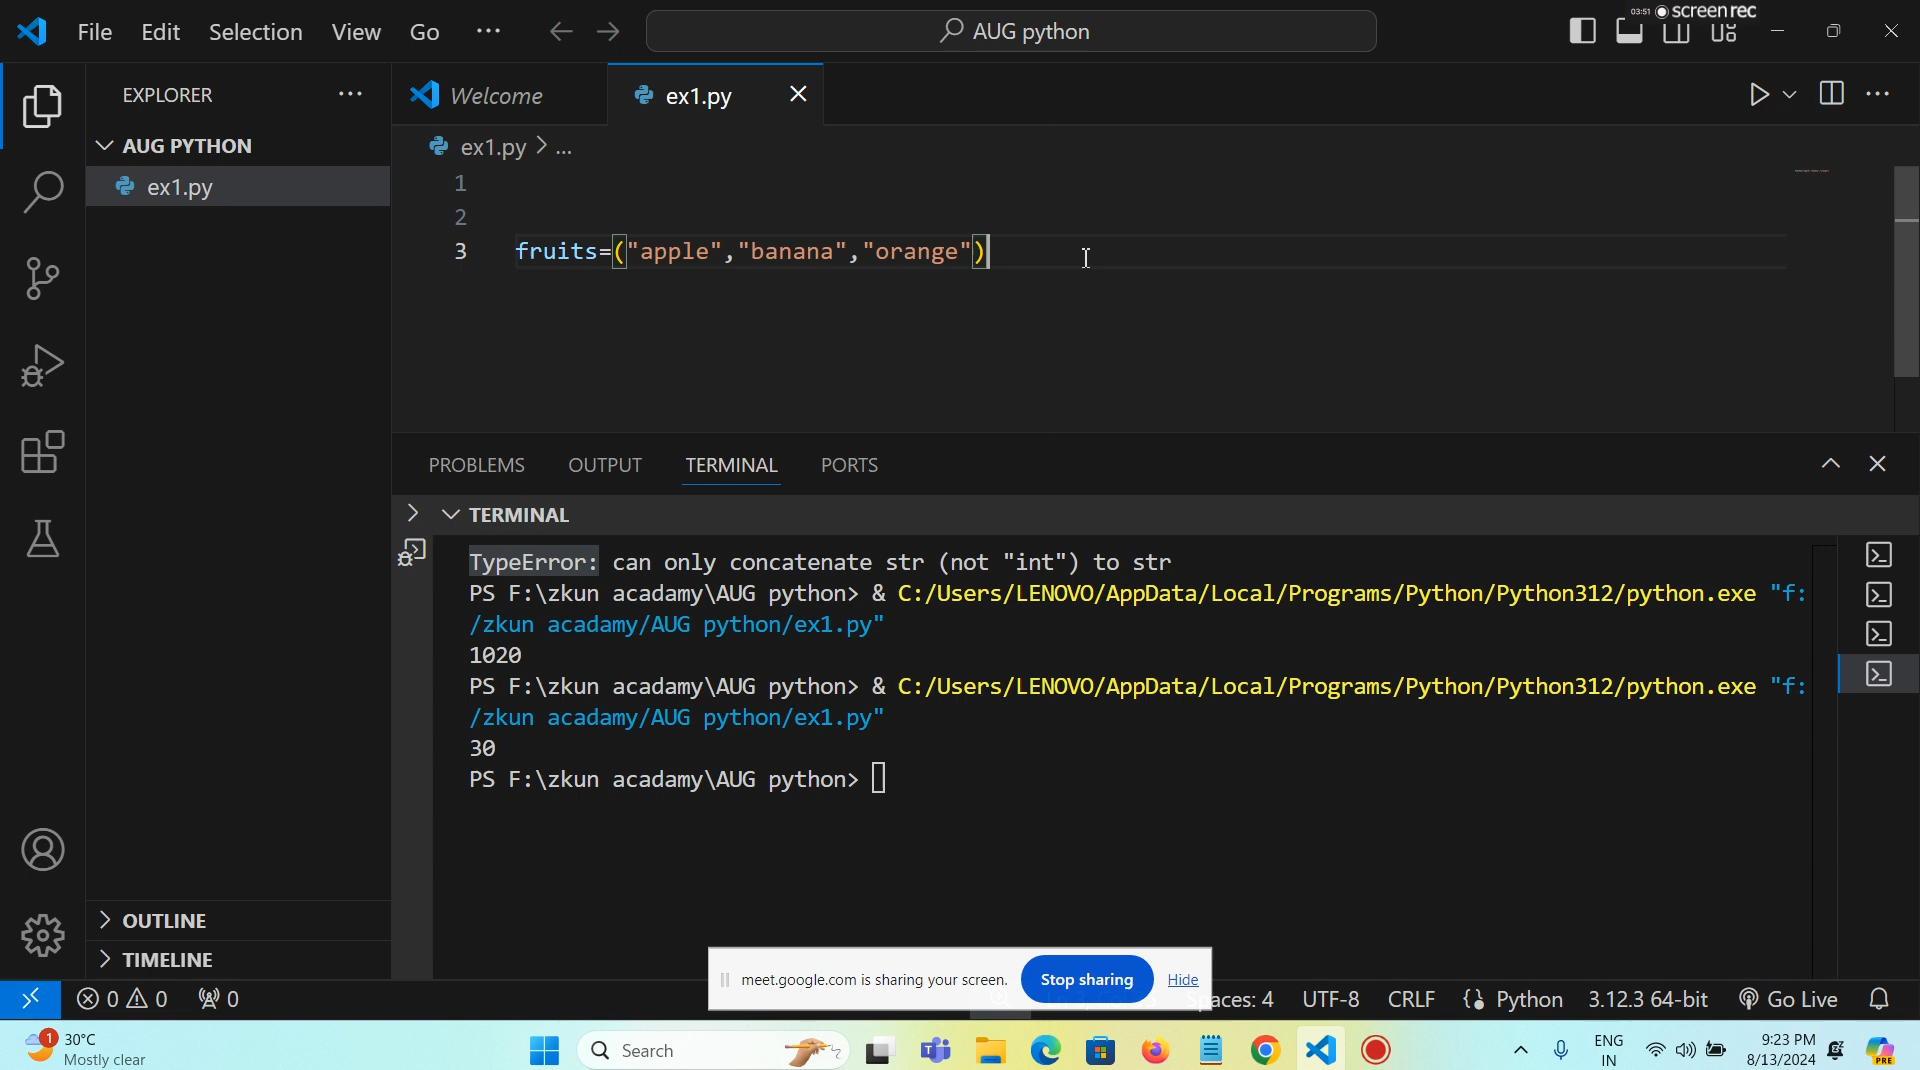 File Edit Selection View Go ··· AUG python 03:51 screen rec
EXPLORER ··· Welcome ex1.py
AUG PYTHON
ex1.py
ex1.py > ...
1
2
3 fruits=("apple","banana","orange")
PROBLEMS OUTPUT TERMINAL PORTS
TERMINAL
TypeError: can only concatenate str (not "int") to str
PS F:\zkun acadamy\AUG python> & C:/Users/LENOVO/AppData/Local/Programs/Python/Python312/python.exe "f:
/zkun acadamy/AUG python/ex1.py"
1020
PS F:\zkun acadamy\AUG python> & C:/Users/LENOVO/AppData/Local/Programs/Python/Python312/python.exe "f:
/zkun acadamy/AUG python/ex1.py"
30
PS F:\zkun acadamy\AUG python>
OUTLINE
TIMELINE
meet.google.com is sharing your screen. Stop sharing Hide
0 0 0 Spaces: 4 UTF-8 CRLF Python 3.12.3 64-bit Go Live
1 30°C
Mostly clear
Search
ENG
IN
9:23 PM
8/13/2024
PRE